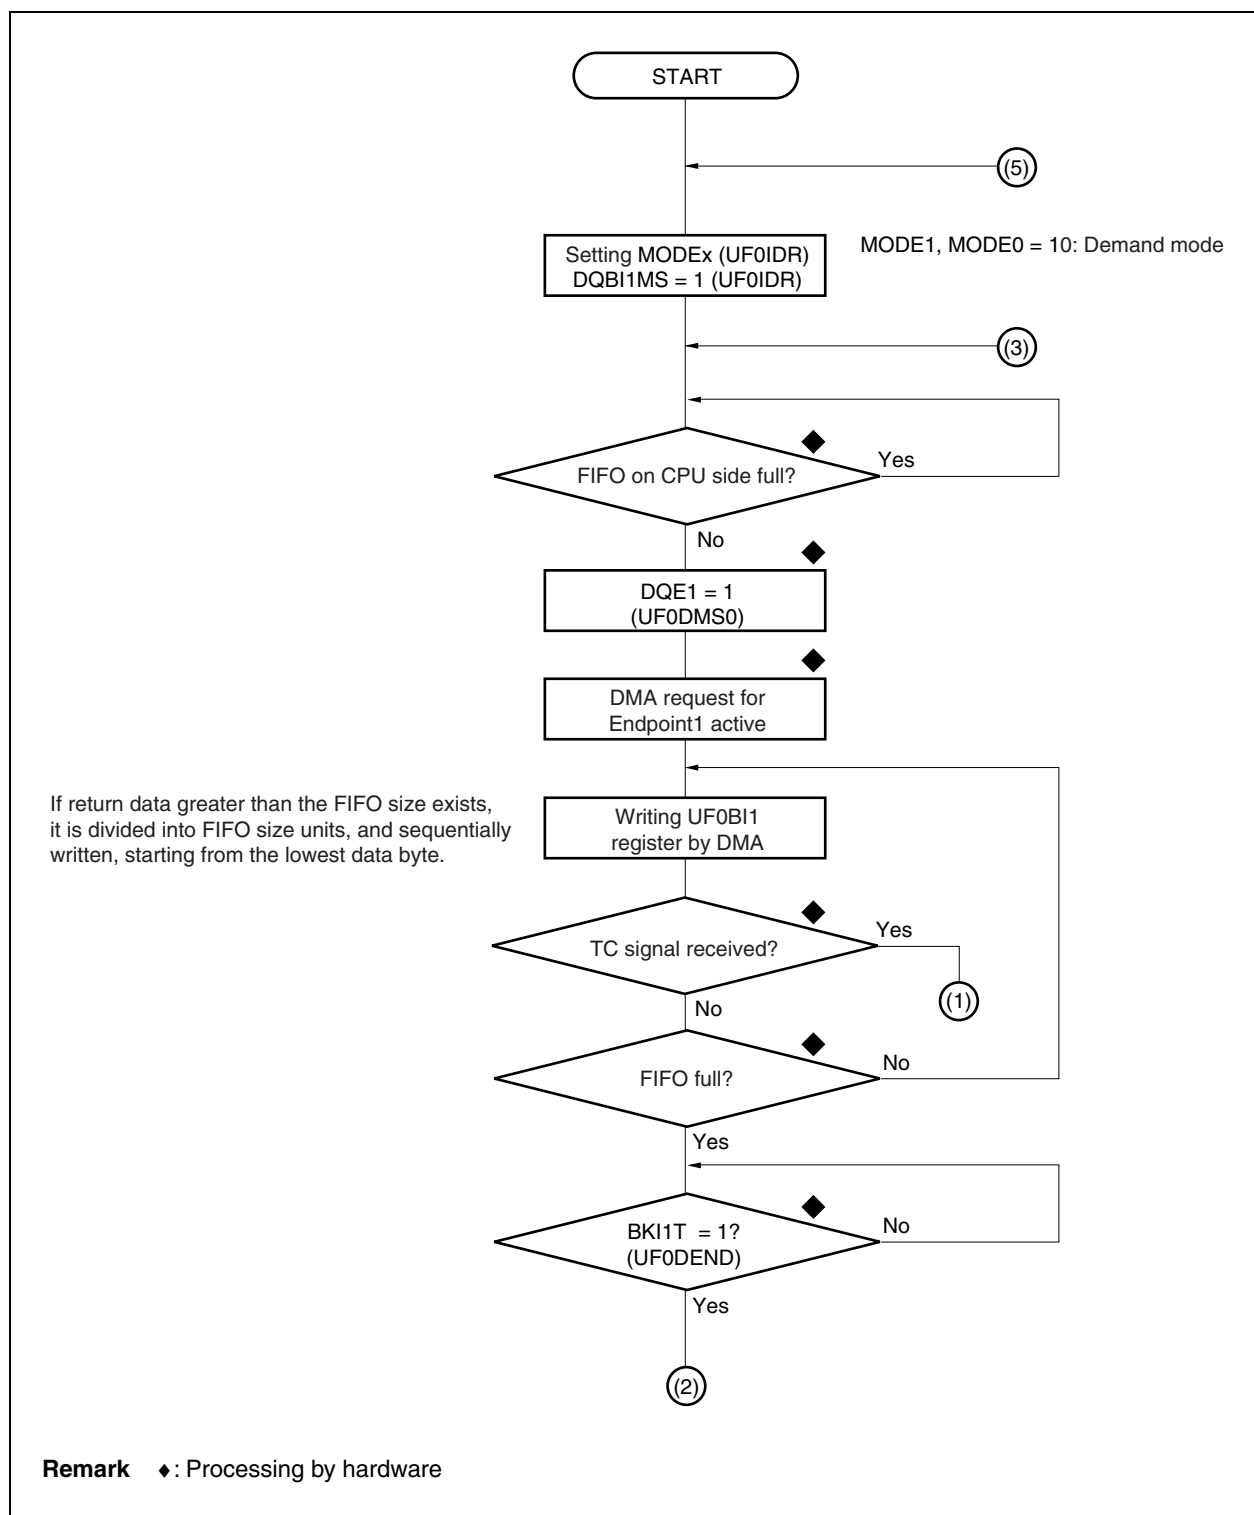 START
(5)
Setting MODEx (UF0IDR)
DQBI1MS = 1 (UF0IDR)
MODE1, MODE0 = 10: Demand mode
(3)
FIFO on CPU side full?
Yes
No
DQE1 = 1
(UF0DMS0)
DMA request for
Endpoint1 active
If return data greater than the FIFO size exists,
it is divided into FIFO size units, and sequentially
written, starting from the lowest data byte.
Writing UF0BI1
register by DMA
TC signal received?
Yes
(1)
No
FIFO full?
No
Yes
BKI1T = 1?
(UF0DEND)
No
Yes
(2)
Remark ♦: Processing by hardware